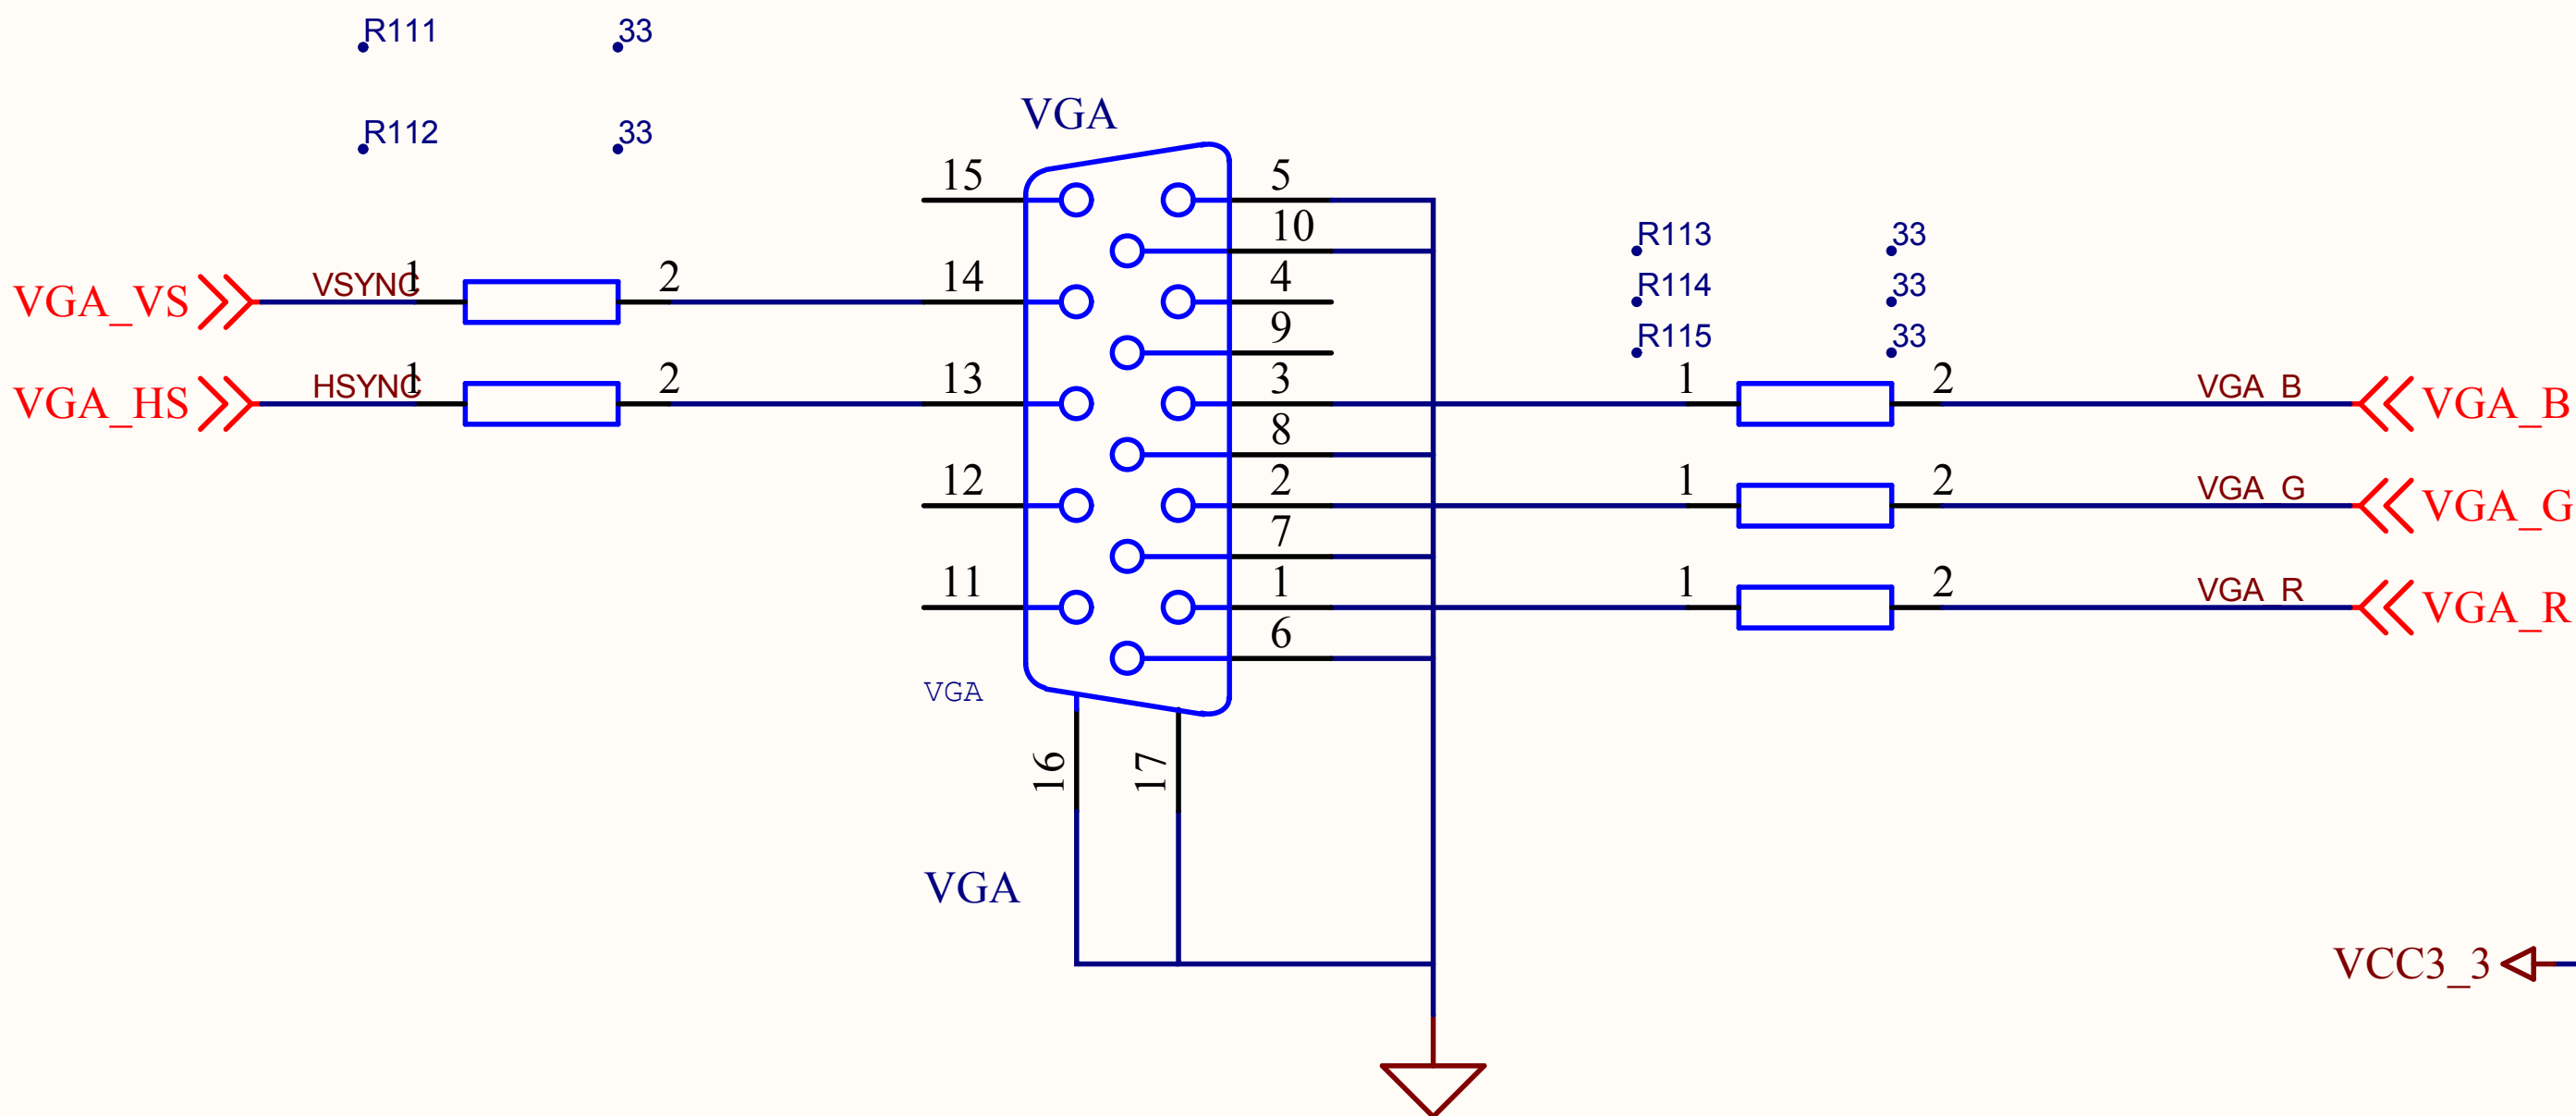 R111 33
R112 33
VGA
15 5
10
R113 33
VGA_VS VSYNC 1 2 14 4
R114 33
9
R115 33
VGA_HS HSYNC 1 2 13 3 1 2 VGA_B VGA_B
8
12 2 1 2 VGA_G VGA_G
7
11 1 1 2 VGA_R VGA_R
6
VGA
16 17
VGA
VCC3_3